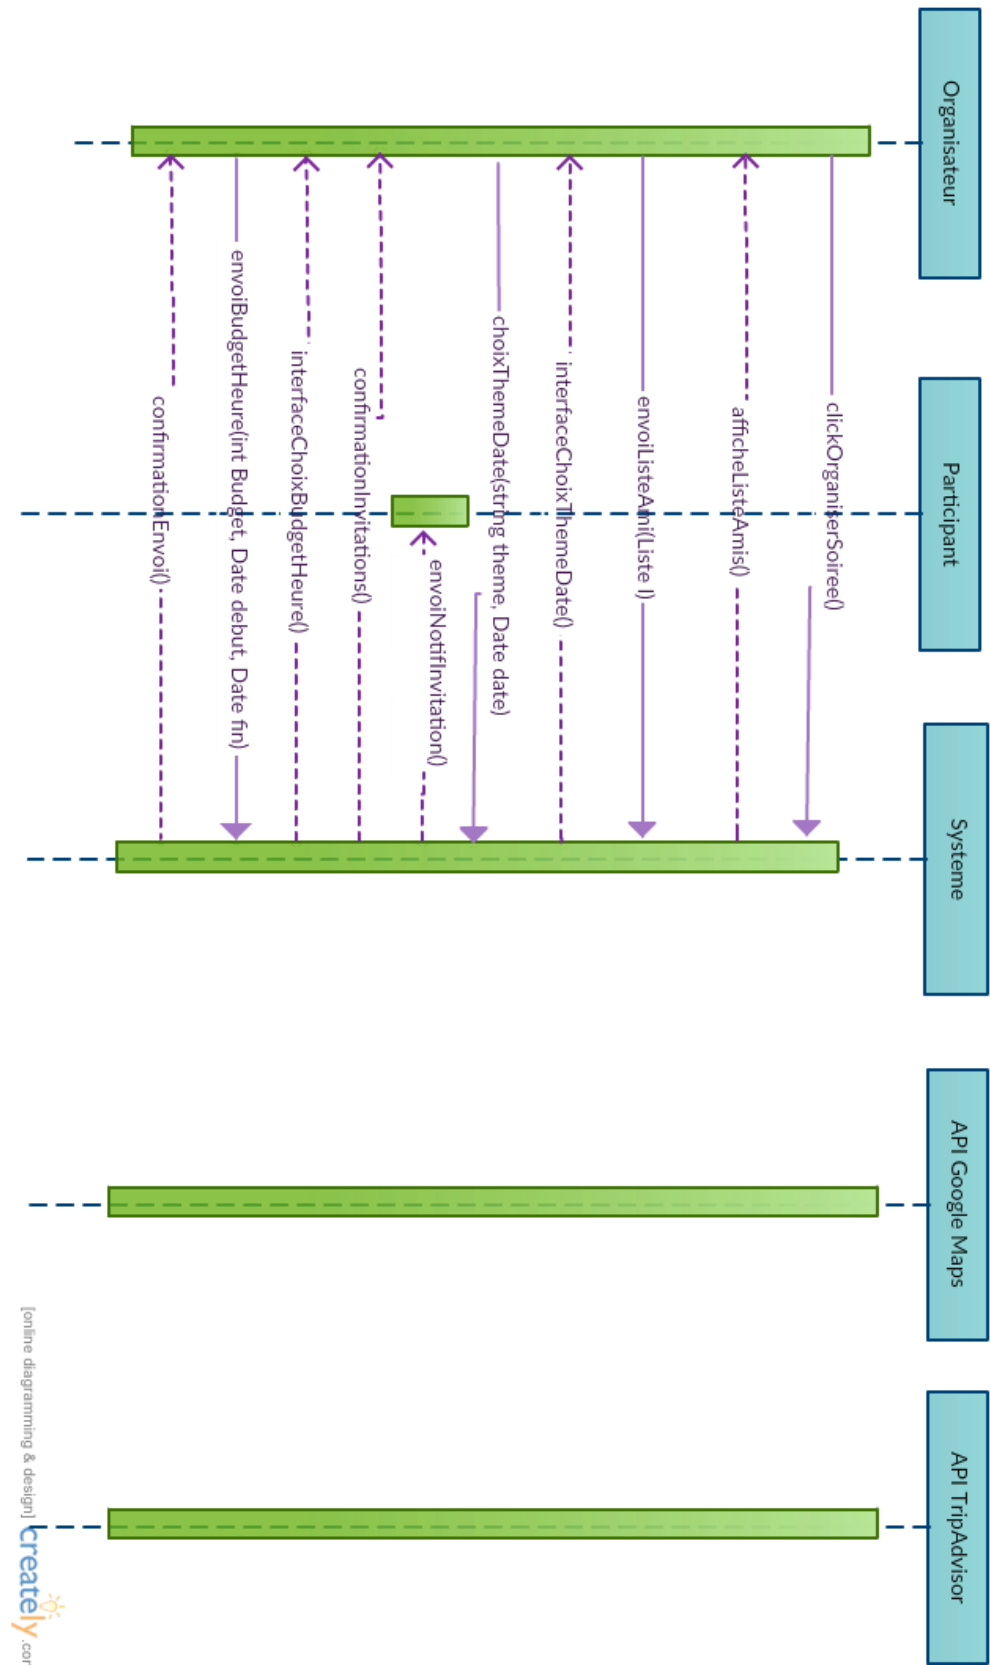 Organisateur
Participant
Systeme
API Google Maps
API TripAdvisor
clickOrganiserSoiree()
afficheListeAmis()
envoiListeAmi(Liste l)
interfaceChoixThemeDate()
choixThemeDate(string theme, Date date)
envoiNotifInvitation()
confirmationInvitations()
interfaceChoixBudgetHeure()
envoiBudgetHeure(int Budget, Date debut, Date fin)
confirmationEnvoi()
[online diagramming & design] creately .com